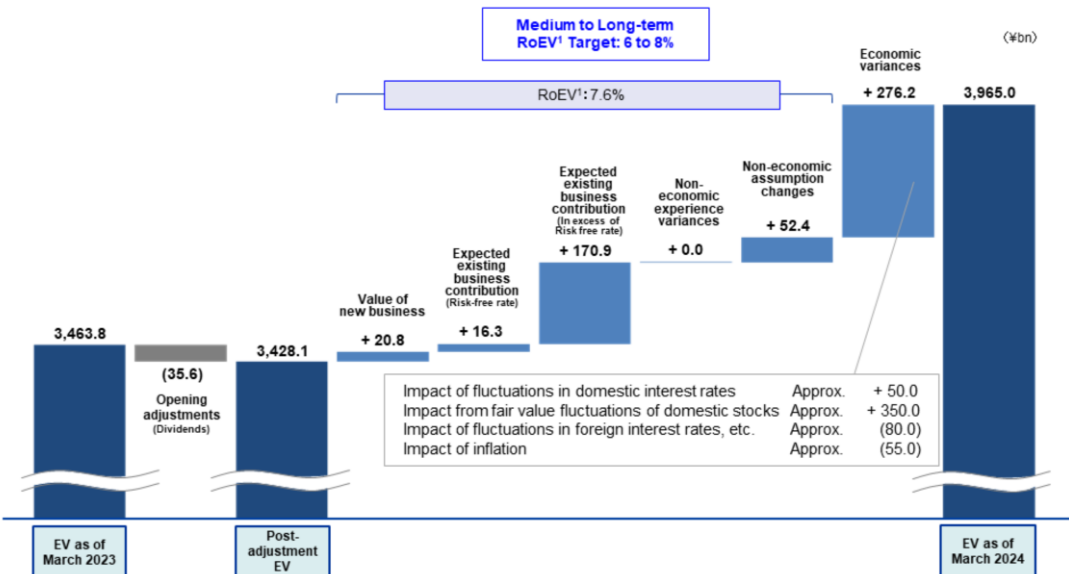 Medium to Long-term
RoEV¹ Target: 6 to 8%
(¥bn)
RoEV¹:7.6%
Economic
variances
+ 276.2
3,965.0
Non-economic
assumption
changes
+ 52.4
Non-
economic
experience
variances
+ 0.0
Expected
existing
business
contribution
(In excess of
Risk free rate)
+ 170.9
Expected
existing
business
contribution
(Risk-free rate)
+ 16.3
Value of
new business
+ 20.8
3,463.8
(35.6)
Opening
adjustments
(Dividends)
3,428.1
Impact of fluctuations in domestic interest rates Approx. + 50.0
Impact from fair value fluctuations of domestic stocks Approx. + 350.0
Impact of fluctuations in foreign interest rates, etc. Approx. (80.0)
Impact of inflation Approx. (55.0)
EV as of
March 2023
Post-
adjustment
EV
EV as of
March 2024